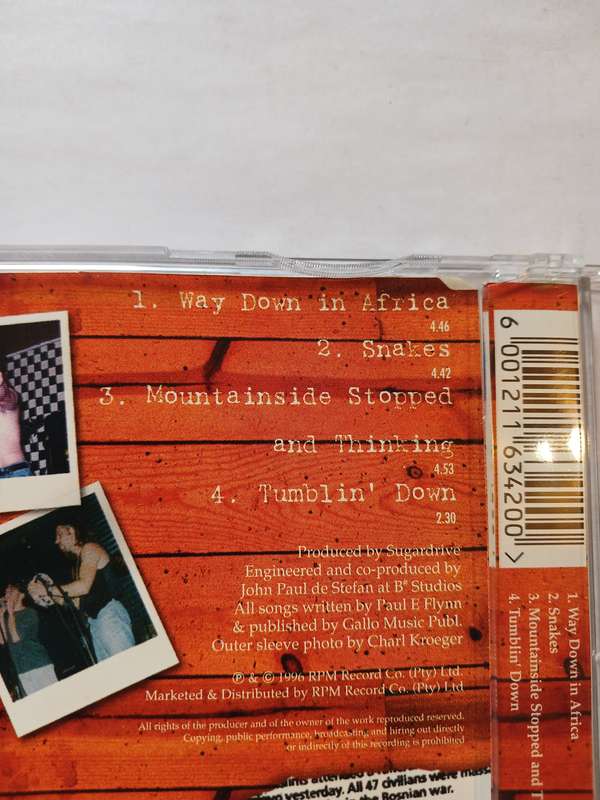 1. Way Down in Africa
4.46
2. Snakes
4.42
3. Mountainside Stopped
and Thinking
4.53
4. Tumblin' Down
2.30
Produced by Sugardrive
Engineered and co-produced by
John Paul de Stefan at B# Studios
All songs written by Paul E Flynn
& published by Gallo Music Publ.
Outer sleeve photo by Charl Kroeger
℗ & © 1996 RPM Record Co. (Pty) Ltd.
Marketed & Distributed by RPM Record Co. (Pty) Ltd
All rights of the producer and of the owner of the work reproduced reserved.
Copying, public performance, broadcasting and hiring out directly
or indirectly of this recording is prohibited
attended a
yesterday. All 47 civilians were
in the Bosnian war.
6 001211 634200 >
1. Way Down in Africa
2. Snakes
3. Mountainside Stopped and T
4. Tumblin' Down